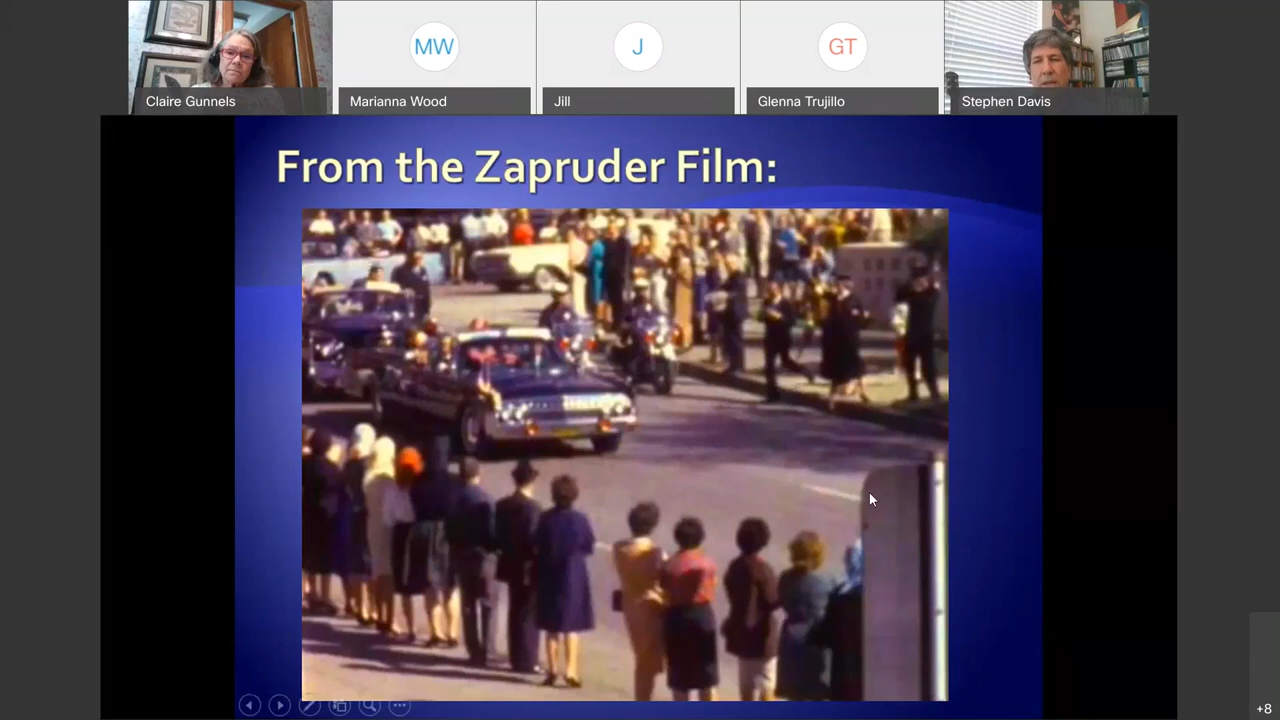 MW
J
GT
Claire Gunnels
Marianna Wood
Jill
Glenna Trujillo
Stephen Davis
From the Zapruder Film:
+8